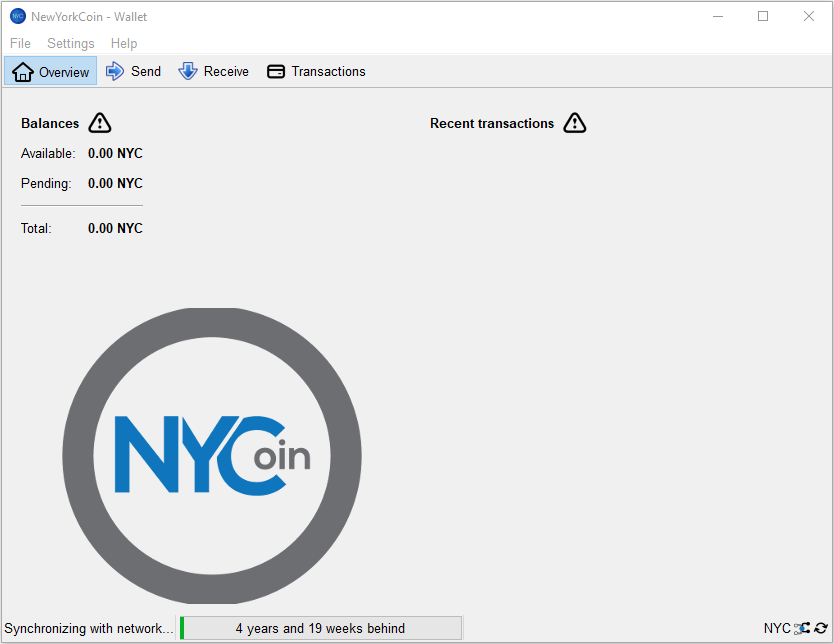 NewYorkCoin - Wallet
File Settings Help
Overview Send Receive Transactions
Balances
Available: 0.00 NYC
Pending: 0.00 NYC
Total: 0.00 NYC
Recent transactions
NYCoin
Synchronizing with network... 4 years and 19 weeks behind NYC